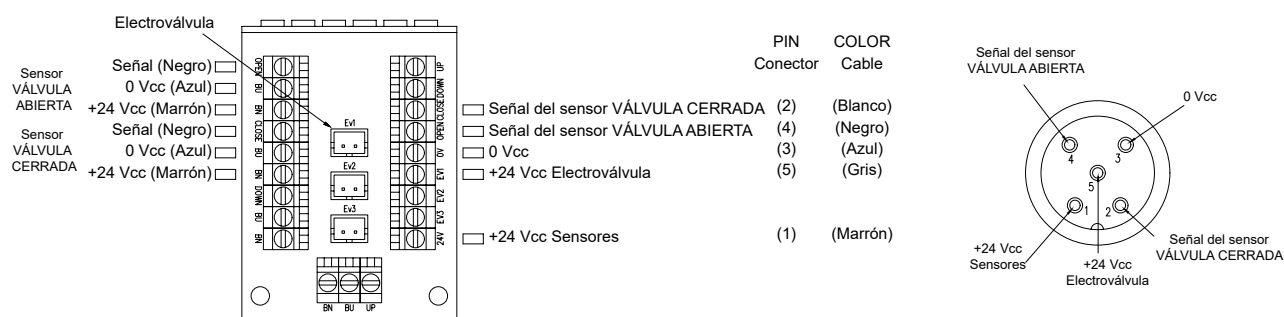 Electroválvula
Sensor
VÁLVULA
ABIERTA
Señal (Negro)
0 Vcc (Azul)
+24 Vcc (Marrón)
Sensor
VÁLVULA
CERRADA
Señal (Negro)
0 Vcc (Azul)
+24 Vcc (Marrón)
OPEN
BU
BN
CLOSE
BU
BN
DOWN
BU
BN
Ev1
Ev2
Ev3
BN BU UP
UP
DOWN
CLOSE
OPEN
0V
EV1
EV2
EV3
24V
PIN COLOR
Conector Cable
Señal del sensor VÁLVULA CERRADA (2) (Blanco)
Señal del sensor VÁLVULA ABIERTA (4) (Negro)
0 Vcc (3) (Azul)
+24 Vcc Electroválvula (5) (Gris)
+24 Vcc Sensores (1) (Marrón)
Señal del sensor
VÁLVULA ABIERTA
0 Vcc
4 3
5
1 2
+24 Vcc
Sensores
+24 Vcc
Electroválvula
Señal del sensor
VÁLVULA CERRADA